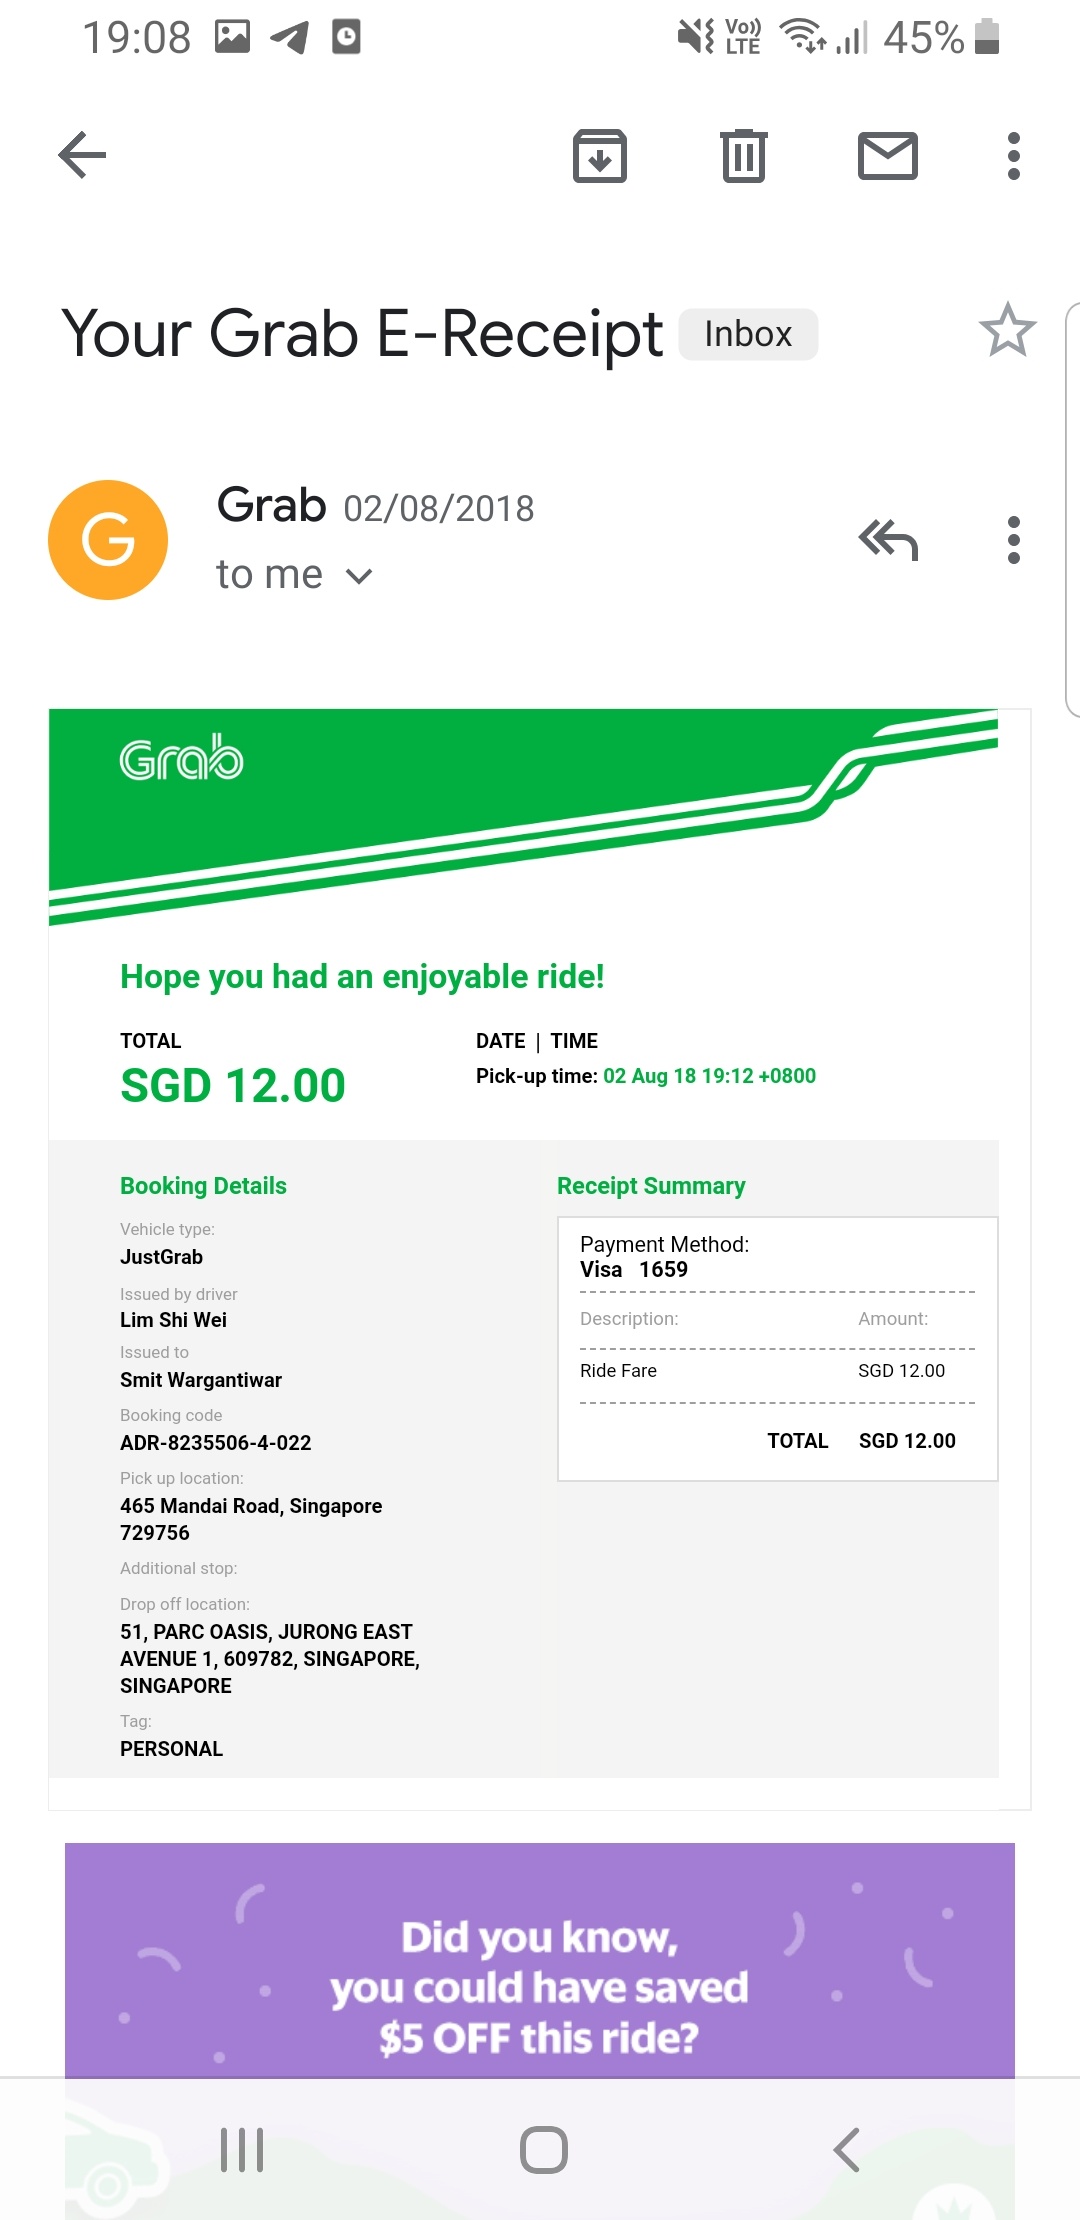 19:08 Vo)) LTE 45%
Your Grab E-Receipt Inbox
G
Grab 02/08/2018
to me
Grab
Hope you had an enjoyable ride!
TOTAL
SGD 12.00
DATE | TIME
Pick-up time: 02 Aug 18 19:12 +0800
Booking Details
Vehicle type:
JustGrab
Issued by driver
Lim Shi Wei
Issued to
Smit Wargantiwar
Booking code
ADR-8235506-4-022
Pick up location:
465 Mandai Road, Singapore
729756
Additional stop:
Drop off location:
51, PARC OASIS, JURONG EAST
AVENUE 1, 609782, SINGAPORE,
SINGAPORE
Tag:
PERSONAL
Receipt Summary
Payment Method:
Visa 1659
Description: Amount:
Ride Fare SGD 12.00
TOTAL SGD 12.00
Did you know,
you could have saved
$5 OFF this ride?